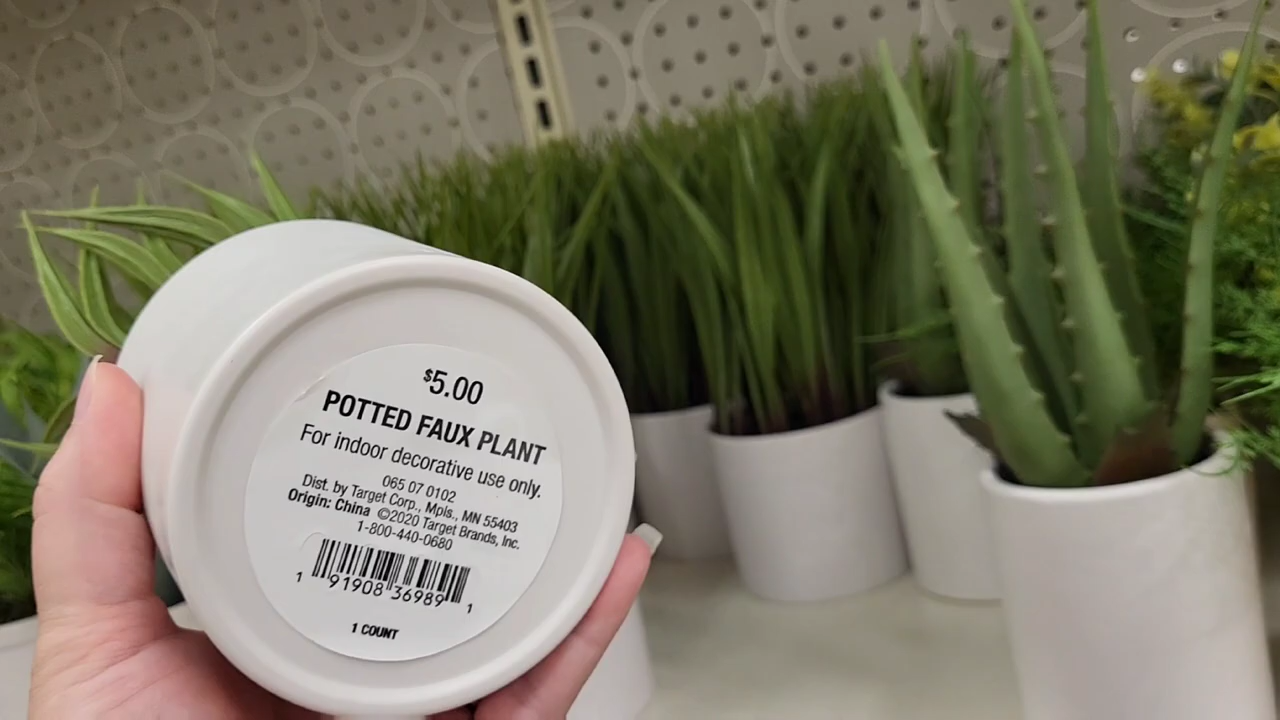 $5.00
POTTED FAUX PLANT
For indoor decorative use only.
065 07 0102
Dist. by Target Corp., Mpls., MN 55403
Origin: China ©2020 Target Brands, Inc.
1-800-440-0680
1 91908 36989 1
1 COUNT